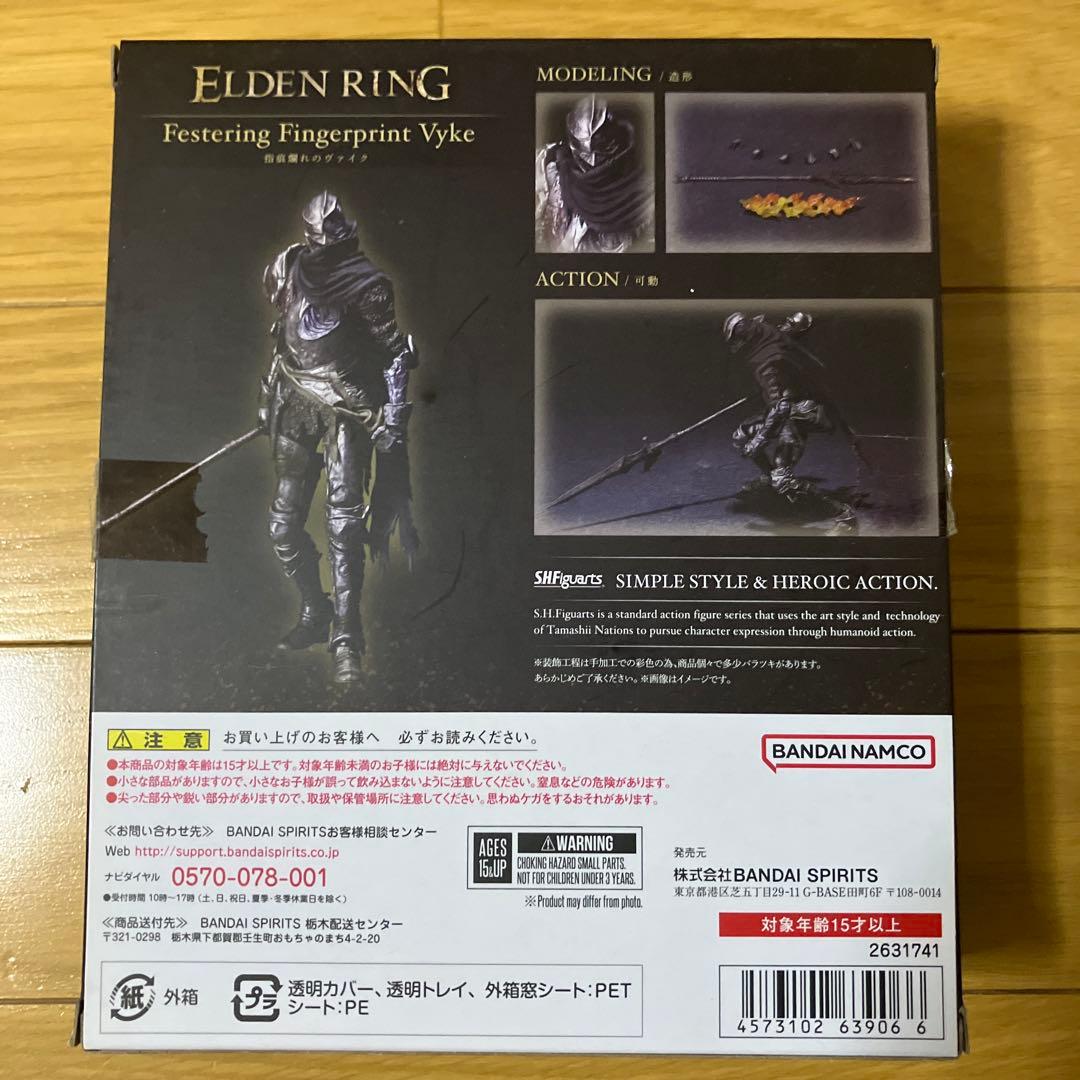 ELDEN RING
Festering Fingerprint Vyke
指痕爛れのヴァイク
MODELING / 造形
ACTION / 可動
S.H.Figuarts SIMPLE STYLE & HEROIC ACTION.
S.H.Figuarts is a standard action figure series that uses the art style and technology
of Tamashii Nations to pursue character expression through humanoid action.
※装飾工程は手加工での彩色の為、商品個々で多少バラツキがあります。
あらかじめご了承ください。※画像はイメージです。
注意 お買い上げのお客様へ 必ずお読みください。
●本商品の対象年齢は15才以上です。対象年齢未満のお子様には絶対に与えないでください。
●小さな部品がありますので、小さなお子様が誤って飲み込まないように注意してください。窒息などの危険があります。
●尖った部分や鋭い部分がありますので、取扱や保管場所に注意してください。思わぬケガをするおそれがあります。
BANDAI NAMCO
≪お問い合わせ先≫ BANDAI SPIRITSお客様相談センター
Web http://support.bandaispirits.co.jp
ナビダイヤル 0570-078-001
●受付時間 10時〜17時（土、日、祝日、夏季・冬季休業日を除く）
≪商品送付先≫ BANDAI SPIRITS 栃木配送センター
〒321-0298 栃木県下都賀郡壬生町おもちゃのまち4-2-20
AGES
15&UP
WARNING
CHOKING HAZARD SMALL PARTS.
NOT FOR CHILDREN UNDER 3 YEARS.
※Product may differ from photo.
発売元
株式会社BANDAI SPIRITS
東京都港区芝五丁目29-11 G-BASE田町6F 〒108-0014
対象年齢15才以上
2631741
紙 外箱
プラ 透明カバー、透明トレイ、外箱窓シート:PET
シート:PE
4573102 63906 6